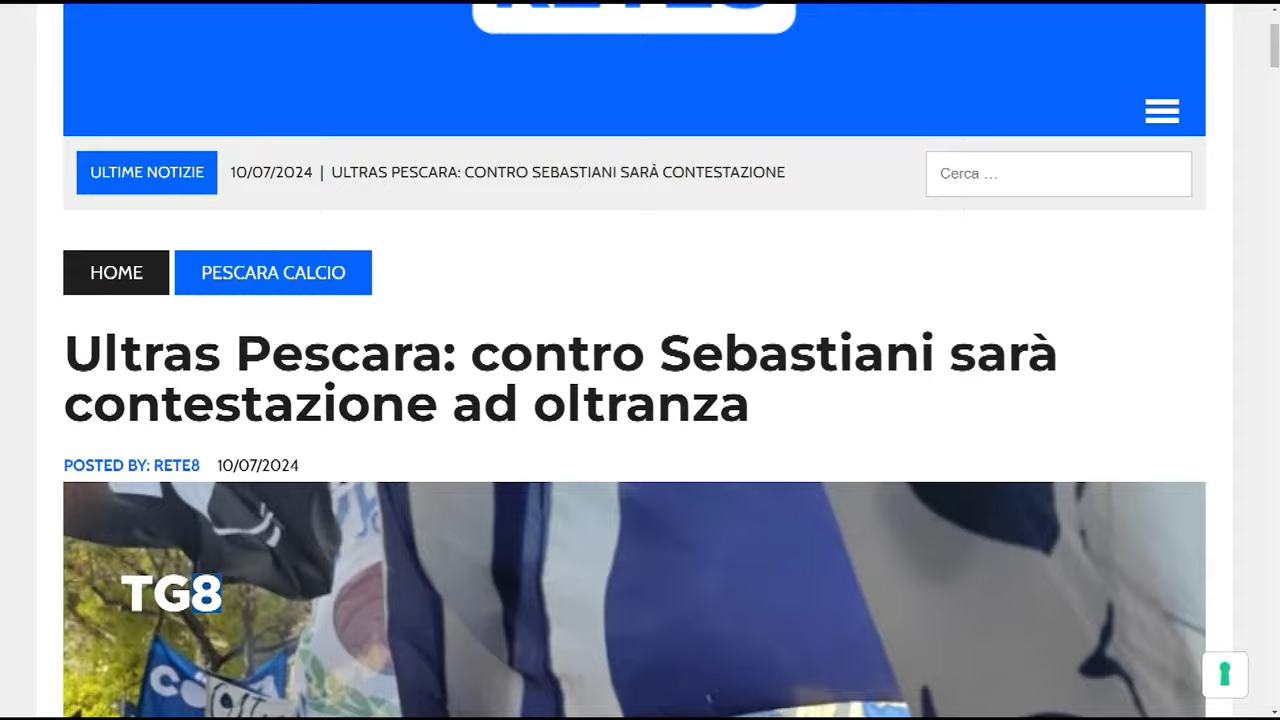 ULTIME NOTIZIE 10/07/2024 | ULTRAS PESCARA: CONTRO SEBASTIANI SARÀ CONTESTAZIONE Cerca …
HOME PESCARA CALCIO
Ultras Pescara: contro Sebastiani sarà
contestazione ad oltranza
POSTED BY: RETE8 10/07/2024
TG8